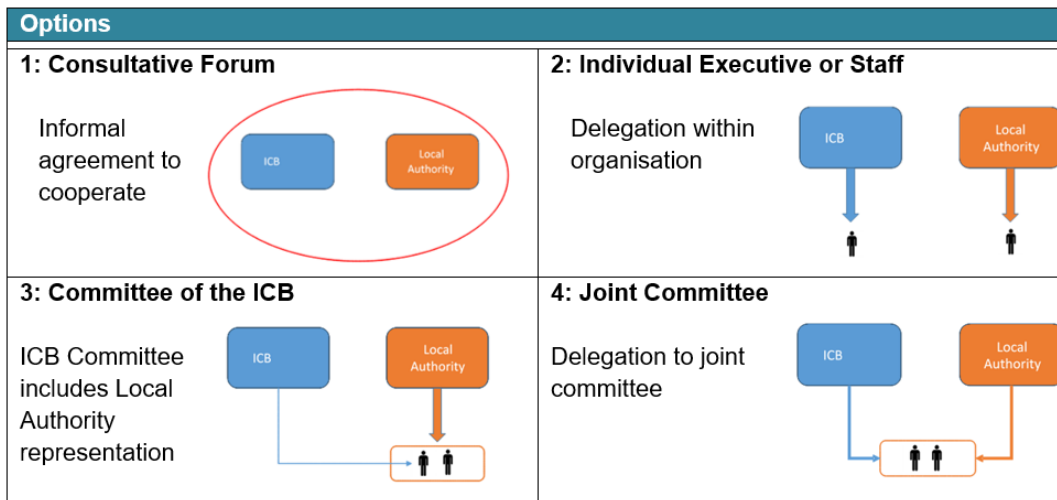 Options
1: Consultative Forum
Informal
agreement to
cooperate
ICB
Local
Authority
2: Individual Executive or Staff
Delegation within
organisation
ICB
Local
Authority
3: Committee of the ICB
ICB Committee
includes Local
Authority
representation
ICB
Local
Authority
4: Joint Committee
Delegation to joint
committee
ICB
Local
Authority